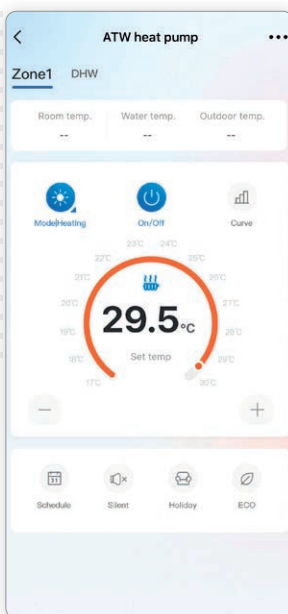 ATW heat pump
Zone1 DHW
Room temp. Water temp. Outdoor temp.
-- -- --
Mode|Heating On/Off Curve
23°C 24°C
22°C 25°C
21°C 26°C
20°C 27°C
19°C 28°C
18°C 29°C
17°C 30°C
29.5°C
Set temp
31
Schedule Silent Holiday ECO